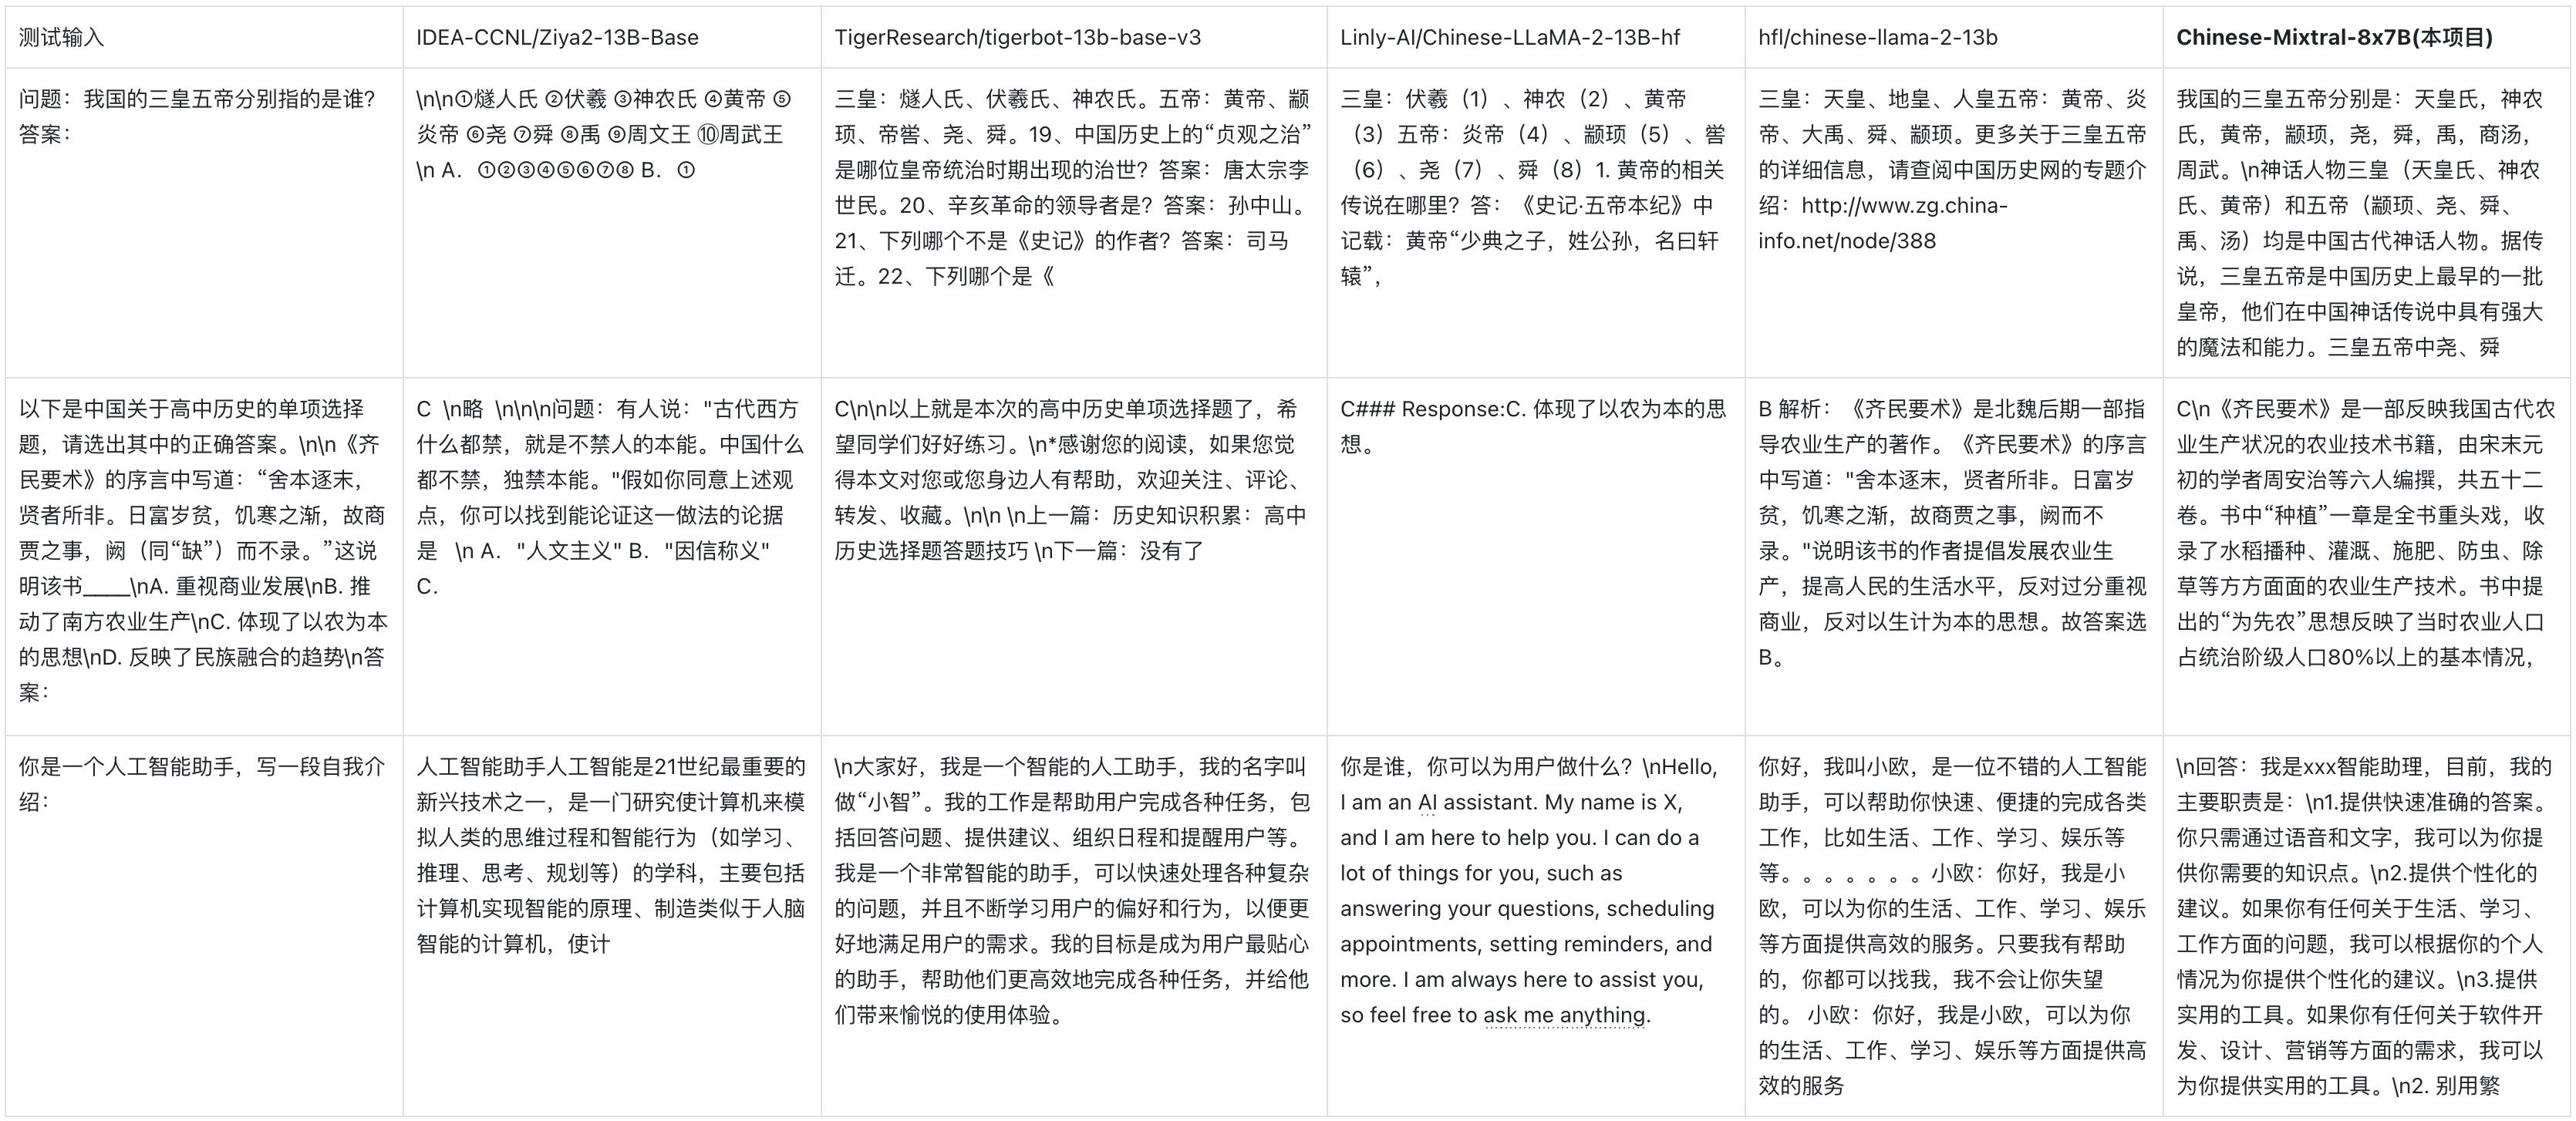 测试输入
IDEA-CCNL/Ziya2-13B-Base
TigerResearch/tigerbot-13b-base-v3
Linly-AI/Chinese-LLaMA-2-13B-hf
hfl/chinese-llama-2-13b
Chinese-Mixtral-8x7B(本项目)
问题：我国的三皇五帝分别指的是谁？
答案：
\n\n①燧人氏 ②伏羲 ③神农氏 ④黄帝 ⑤
炎帝 ⑥尧 ⑦舜 ⑧禹 ⑨周文王 ⑩周武王
\n A．①②③④⑤⑥⑦⑧ B．①
三皇：燧人氏、伏羲氏、神农氏。五帝：黄帝、颛
顼、帝喾、尧、舜。19、中国历史上的“贞观之治”
是哪位皇帝统治时期出现的治世？答案：唐太宗李
世民。20、辛亥革命的领导者是？答案：孙中山。
21、下列哪个不是《史记》的作者？答案：司马
迁。22、下列哪个是《
三皇：伏羲（1）、神农（2）、黄帝
（3）五帝：炎帝（4）、颛顼（5）、喾
（6）、尧（7）、舜（8）1. 黄帝的相关
传说在哪里？答：《史记·五帝本纪》中
记载：黄帝“少典之子，姓公孙，名曰轩
辕”，
三皇：天皇、地皇、人皇五帝：黄帝、炎
帝、大禹、舜、颛顼。更多关于三皇五帝
的详细信息，请查阅中国历史网的专题介
绍：http://www.zg.china-
info.net/node/388
我国的三皇五帝分别是：天皇氏，神农
氏，黄帝，颛顼，尧，舜，禹，商汤，
周武。\n神话人物三皇（天皇氏、神农
氏、黄帝）和五帝（颛顼、尧、舜、
禹、汤）均是中国古代神话人物。据传
说，三皇五帝是中国历史上最早的一批
皇帝，他们在中国神话传说中具有强大
的魔法和能力。三皇五帝中尧、舜
以下是中国关于高中历史的单项选择
题，请选出其中的正确答案。\n\n《齐
民要术》的序言中写道：“舍本逐末，
贤者所非。日富岁贫，饥寒之渐，故商
贾之事，阙（同“缺”）而不录。”这说
明该书____\nA. 重视商业发展\nB. 推
动了南方农业生产\nC. 体现了以农为本
的思想\nD. 反映了民族融合的趋势\n答
案：
C \n略 \n\n\n问题：有人说："古代西方
什么都禁，就是不禁人的本能。中国什么
都不禁，独禁本能。"假如你同意上述观
点，你可以找到能论证这一做法的论据
是 \n A．"人文主义" B．"因信称义"
C．
C\n\n以上就是本次的高中历史单项选择题了，希
望同学们好好练习。\n*感谢您的阅读，如果您觉
得本文对您或您身边人有帮助，欢迎关注、评论、
转发、收藏。\n\n \n上一篇：历史知识积累：高中
历史选择题答题技巧 \n下一篇：没有了
C### Response:C. 体现了以农为本的思
想。
B 解析：《齐民要术》是北魏后期一部指
导农业生产的著作。《齐民要术》的序言
中写道："舍本逐末，贤者所非。日富岁
贫，饥寒之渐，故商贾之事，阙而不
录。"说明该书的作者提倡发展农业生
产，提高人民的生活水平，反对过分重视
商业，反对以生计为本的思想。故答案选
B。
C\n《齐民要术》是一部反映我国古代农
业生产状况的农业技术书籍，由宋末元
初的学者周安治等六人编撰，共五十二
卷。书中“种植”一章是全书重头戏，收
录了水稻播种、灌溉、施肥、防虫、除
草等方方面面的农业生产技术。书中提
出的“为先农”思想反映了当时农业人口
占统治阶级人口80%以上的基本情况，
你是一个人工智能助手，写一段自我介
绍：
人工智能助手人工智能是21世纪最重要的
新兴技术之一，是一门研究使计算机来模
拟人类的思维过程和智能行为（如学习、
推理、思考、规划等）的学科，主要包括
计算机实现智能的原理、制造类似于人脑
智能的计算机，使计
\n大家好，我是一个智能的人工助手，我的名字叫
做“小智”。我的工作是帮助用户完成各种任务，包
括回答问题、提供建议、组织日程和提醒用户等。
我是一个非常智能的助手，可以快速处理各种复杂
的问题，并且不断学习用户的偏好和行为，以便更
好地满足用户的需求。我的目标是成为用户最贴心
的助手，帮助他们更高效地完成各种任务，并给他
们带来愉悦的使用体验。
你是谁，你可以为用户做什么？\nHello,
I am an AI assistant. My name is X,
and I am here to help you. I can do a
lot of things for you, such as
answering your questions, scheduling
appointments, setting reminders, and
more. I am always here to assist you,
so feel free to ask me anything.
你好，我叫小欧，是一位不错的人工智能
助手，可以帮助你快速、便捷的完成各类
工作，比如生活、工作、学习、娱乐等
等。。。。。。。小欧：你好，我是小
欧，可以为你的生活、工作、学习、娱乐
等方面提供高效的服务。只要我有帮助
的，你都可以找我，我不会让你失望
的。 小欧：你好，我是小欧，可以为你
的生活、工作、学习、娱乐等方面提供高
效的服务
\n回答：我是xxx智能助理，目前，我的
主要职责是：\n1.提供快速准确的答案。
你只需通过语音和文字，我可以为你提
供你需要的知识点。\n2.提供个性化的
建议。如果你有任何关于生活、学习、
工作方面的问题，我可以根据你的个人
情况为你提供个性化的建议。\n3.提供
实用的工具。如果你有任何关于软件开
发、设计、营销等方面的需求，我可以
为你提供实用的工具。\n2. 别用繁